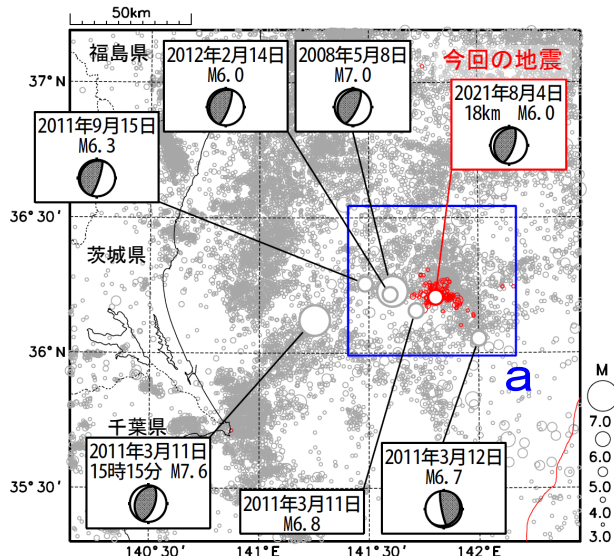 50km
福島県
37°N
2012年2月14日
M6.0
2008年5月8日
M7.0
今回の地震
2021年8月4日
18km M6.0
2011年9月15日
M6.3
36°30′
茨城県
36°N
a
千葉県
2011年3月11日
15時15分 M7.6
35°30′
2011年3月11日
M6.8
2011年3月12日
M6.7
M
7.0
6.0
5.0
4.0
3.0
140°30′
141°E
141°30′
142°E